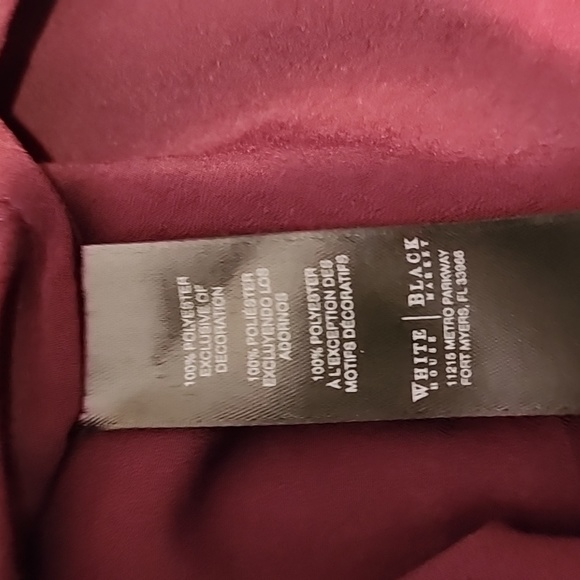 100% POLYESTER
EXCLUSIVE OF
DECORATION
100% POLIÉSTER
EXCLUYENDO LOS
ADORNOS
100% POLYESTER
À L'EXCEPTION DES
MOTIFS DÉCORATIFS
WHITE | BLACK
HOUSE MARKET
11215 METRO PARKWAY
FORT MYERS, FL 33966